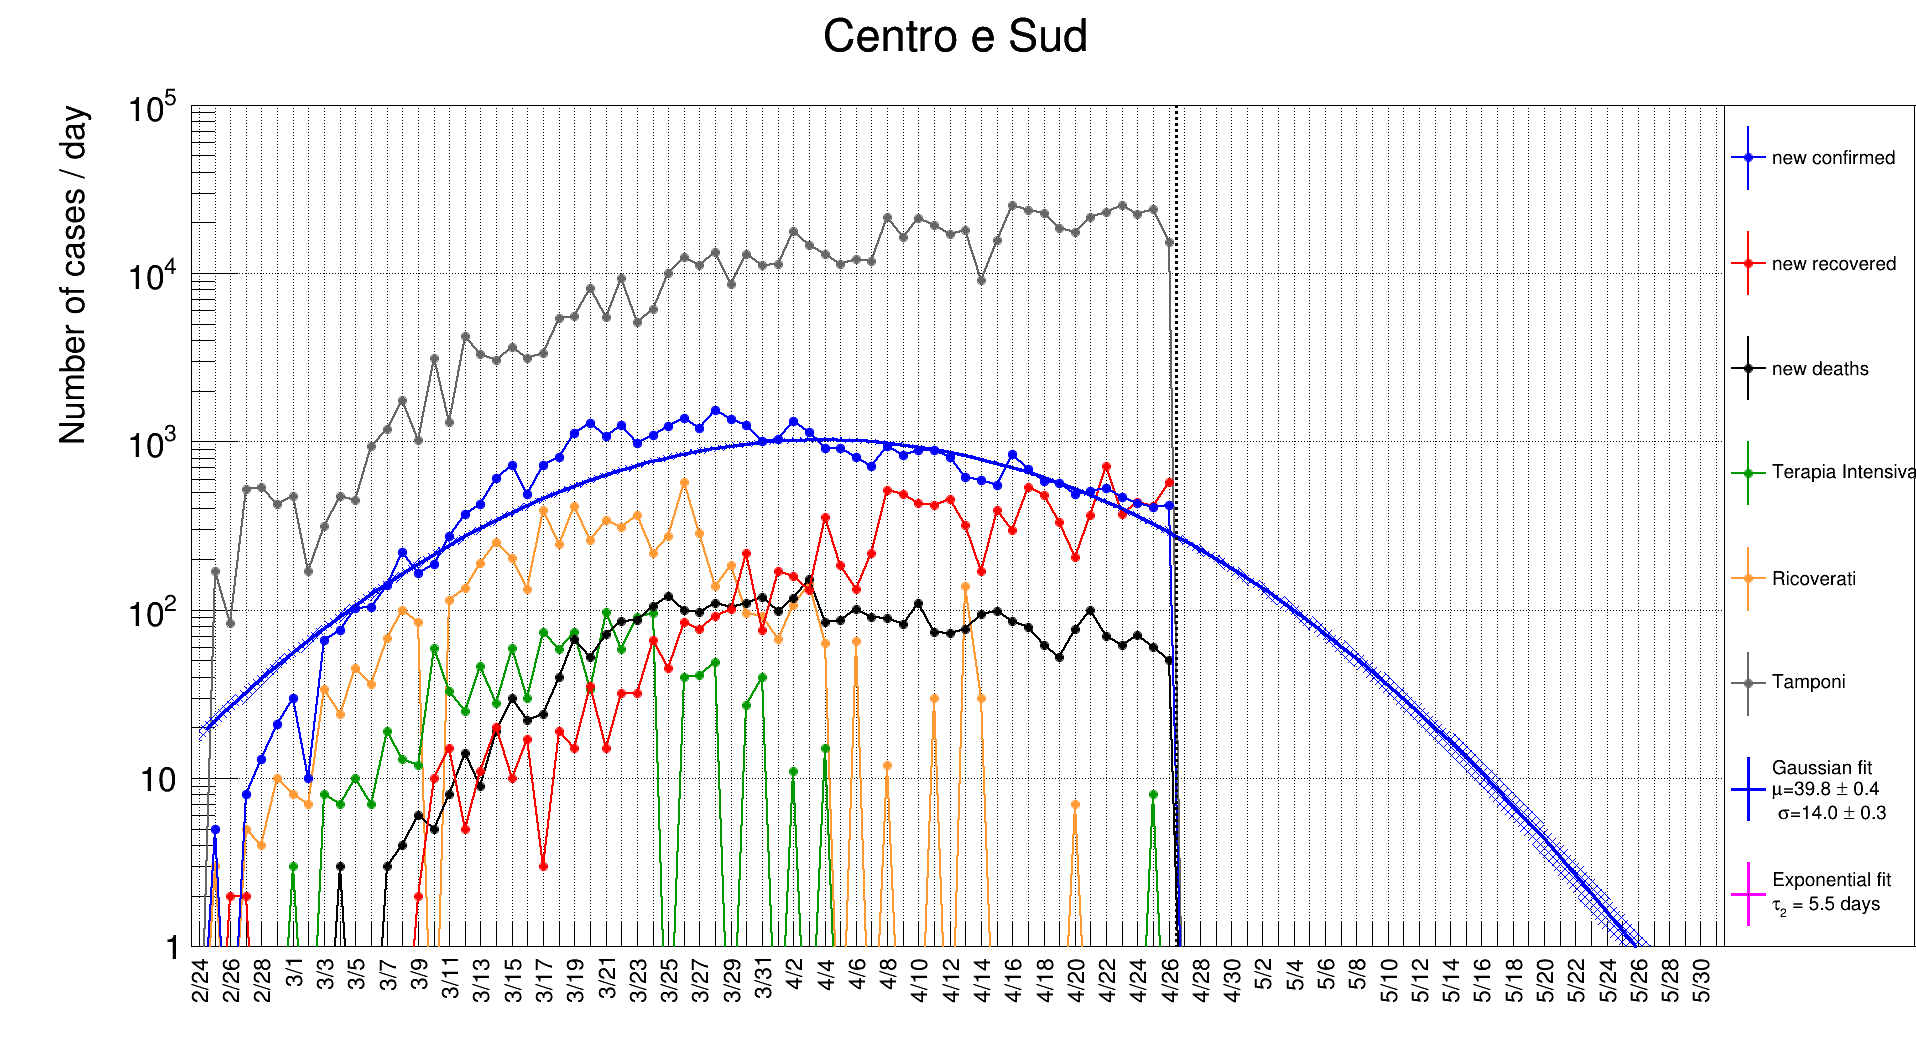 Centro e Sud
Number of cases / day
10^5
10^4
10^3
10^2
10
1
2/24 2/26 2/28 3/1 3/3 3/5 3/7 3/9 3/11 3/13 3/15 3/17 3/19 3/21 3/23 3/25 3/27 3/29 3/31 4/2 4/4 4/6 4/8 4/10 4/12 4/14 4/16 4/18 4/20 4/22 4/24 4/26 4/28 4/30 5/2 5/4 5/6 5/8 5/10 5/12 5/14 5/16 5/18 5/20 5/22 5/24 5/26 5/28 5/30
new confirmed
new recovered
new deaths
Terapia Intensiva
Ricoverati
Tamponi
Gaussian fit
μ=39.8 ± 0.4
σ=14.0 ± 0.3
Exponential fit
τ₂ = 5.5 days